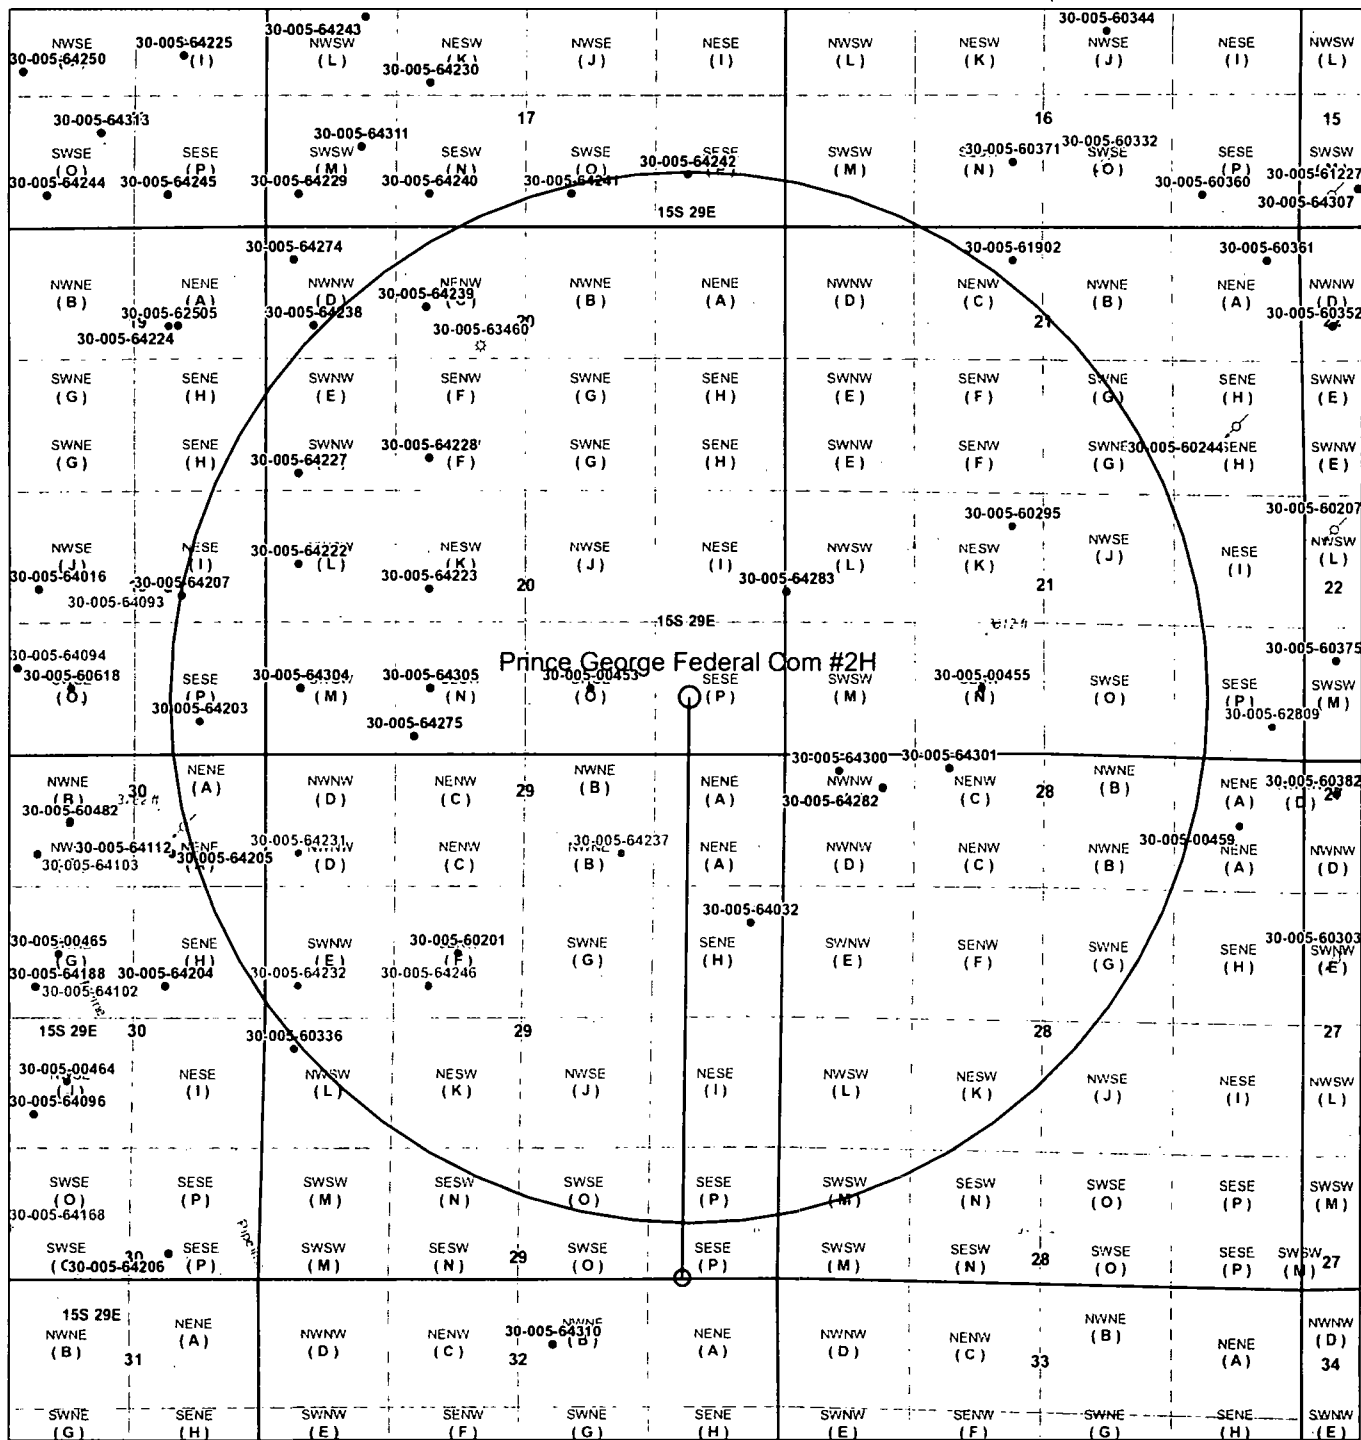 30-005-64243
30-005-60344
NWSE
30-005-64225
NWSW
NESW
NWSE
NESE
NWSW
NESW
NWSE
NESE
NWSW
30-005-64250
(I)
(L)
(K)
(J)
(I)
(L)
(K)
(J)
(I)
(L)
30-005-64230
30-005-64313
30-005-64311
17
16
15
30-005-60332
SWSE
SESE
SWSW
SESW
SWSE
30-005-64242
SWSW
30-005-60371
SWSE
SESE
SWSW
(O)
(P)
(M)
(N)
(O)
(M)
(N)
(O)
(P)
30-005-61227
30-005-64244
30-005-64245
30-005-64229
30-005-64240
30-005-64241
30-005-60360
30-005-64307
15S 29E
30-005-64274
30-005-61902
30-005-60361
NWNE
NENE
NWNW
NENW
NWNE
NENE
NWNW
NENW
NWNE
NENE
NWNW
(B)
(A)
(D)
30-005-64239
(B)
(A)
(D)
(C)
(B)
(A)
(D)
30-005-62505
30-005-64238
20
21
30-005-60352
30-005-64224
30-005-63460
SWNE
SENE
SWNW
SENW
SWNE
SENE
SWNW
SENW
SWNE
SENE
SWNW
(G)
(H)
(E)
(F)
(G)
(H)
(E)
(F)
(G)
(H)
(E)
SWNE
SENE
SWNW
30-005-64228
SWNE
SENE
SWNW
SENW
SWNE
30-005-60244
SENE
SWNW
(G)
(H)
30-005-64227
(F)
(G)
(H)
(E)
(F)
(G)
(H)
(E)
30-005-60295
30-005-60207
NWSE
NESE
30-005-64222
NESW
NWSE
NESE
NWSW
NESW
NWSE
NESE
NWSW
(J)
(I)
(L)
(K)
(J)
(I)
(L)
(K)
(J)
(I)
(L)
30-005-64016
30-005-64207
30-005-64223
20
30-005-64283
21
22
30-005-64093
15S 29E
30-005-64094
Prince George Federal Com #2H
30-005-60375
30-005-60618
SESE
30-005-64304
30-005-64305
30-005-00453
SESE
SWSW
30-005-00455
SWSE
SESE
SWSW
(O)
(P)
(M)
(N)
(O)
(P)
(M)
(N)
(O)
(P)
(M)
30-005-64203
30-005-64275
30-005-62809
30-005-64300
30-005-64301
NWNE
30
NENE
NWNW
NENW
29
NWNE
NENE
NENW
28
NWNE
NENE
30-005-60382
(B)
(A)
(D)
(C)
(B)
(A)
30-005-64282
(C)
(B)
(A)
(D)
30-005-60482
30-005-64112
30-005-64205
30-005-64231
NENW
30-005-64237
NENE
NWNW
NENW
NWNE
30-005-00459
NENE
NWNW
30-005-64103
(D)
(C)
(B)
(A)
(D)
(C)
(B)
(A)
(D)
30-005-64032
30-005-00465
SENE
SWNW
30-005-60201
SWNE
SENE
SWNW
SENW
SWNE
SENE
30-005-60303
(G)
(H)
(E)
(F)
(G)
(H)
(E)
(F)
(G)
(H)
SWNW
(E)
30-005-64188
30-005-64204
30-005-64232
30-005-64246
30-005-64102
15S 29E
30
30-005-60336
29
28
27
30-005-00464
NESE
NWSW
NESW
NWSE
NESE
NWSW
NESW
NWSE
NESE
NWSW
(I)
(L)
(K)
(J)
(I)
(L)
(K)
(J)
(I)
(L)
30-005-64096
SWSE
SESE
SWSW
SESW
SWSE
SESE
SWSW
SESW
SWSE
SESE
SWSW
(O)
(P)
(M)
(N)
(O)
(P)
(M)
(N)
(O)
(P)
(M)
30-005-64168
SWSE
30
SESE
SWSW
SESW
29
SWSE
SESE
SWSW
SESW
28
SWSE
SESE
SWSW
27
30-005-64206
(P)
(M)
(N)
(O)
(P)
(M)
(N)
(O)
(P)
(M)
15S 29E
NWNE
NENE
NWNW
NENW
30-005-64310
NWNE
NENE
NWNW
NENW
NWNE
NENE
NWNW
(B)
(A)
(D)
(C)
(B)
(A)
(D)
(C)
(B)
(A)
(D)
31
32
33
34
SWNE
SENE
SWNW
SENW
SWNE
SENE
SWNW
SENW
SWNE
SENE
SWNW
(G)
(H)
(E)
(F)
(G)
(H)
(E)
(F)
(G)
(H)
(E)